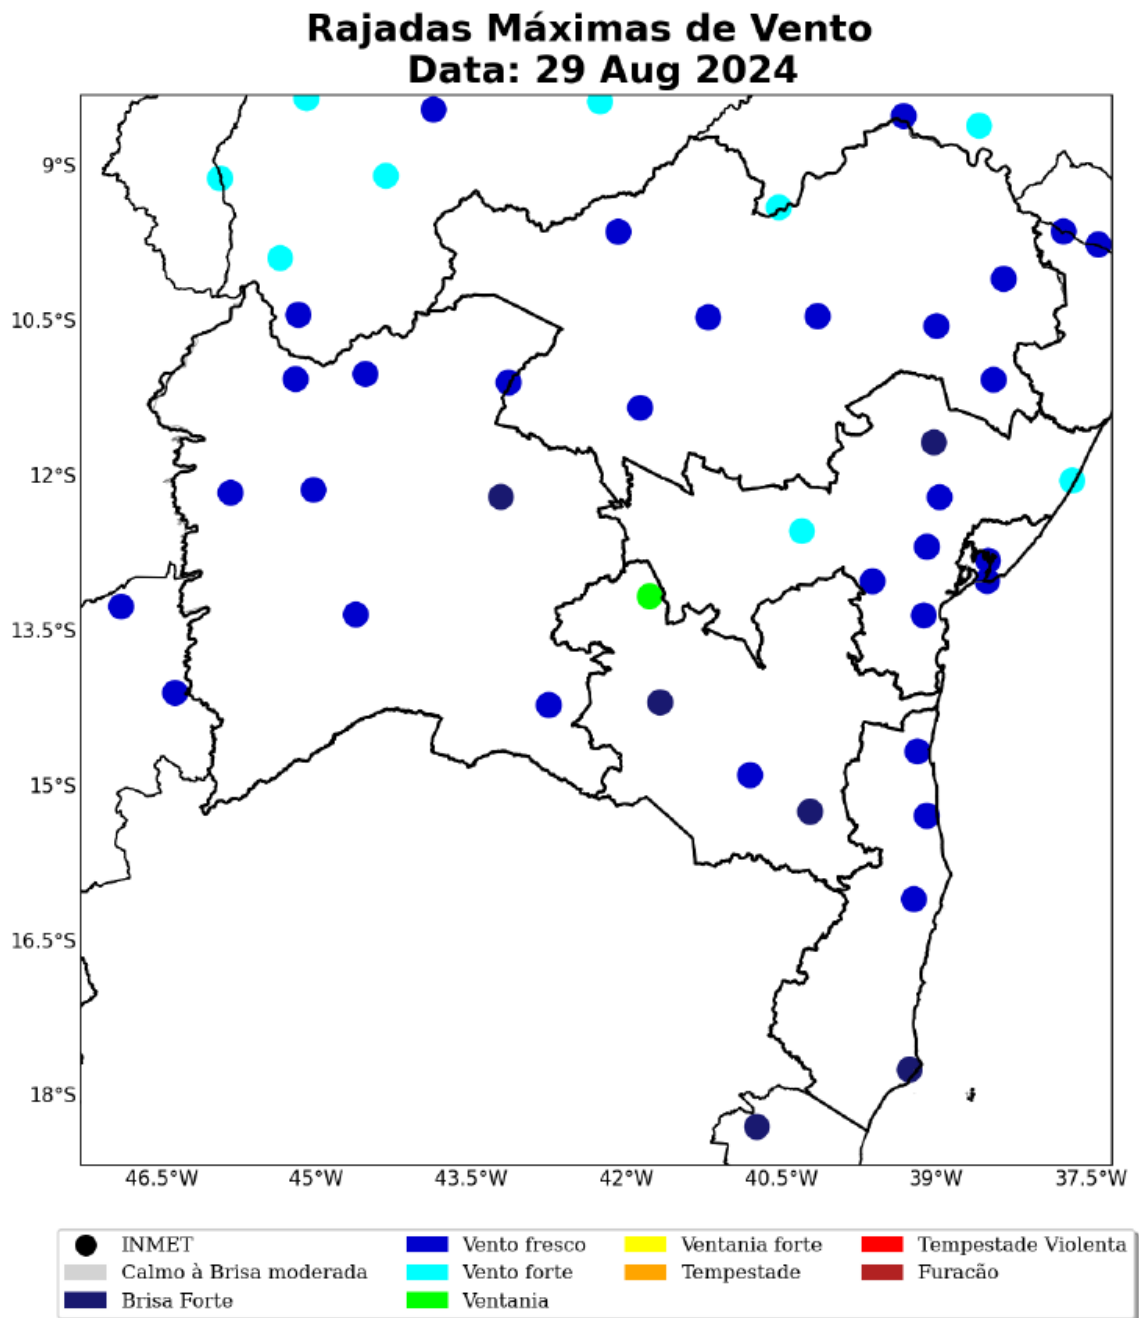 Rajadas Máximas de Vento
Data: 29 Aug 2024
9°S
10.5°S
12°S
13.5°S
15°S
16.5°S
18°S
46.5°W 45°W 43.5°W 42°W 40.5°W 39°W 37.5°W
INMET Vento fresco Ventania forte Tempestade Violenta
Calmo à Brisa moderada Vento forte Tempestade Furacão
Brisa Forte Ventania